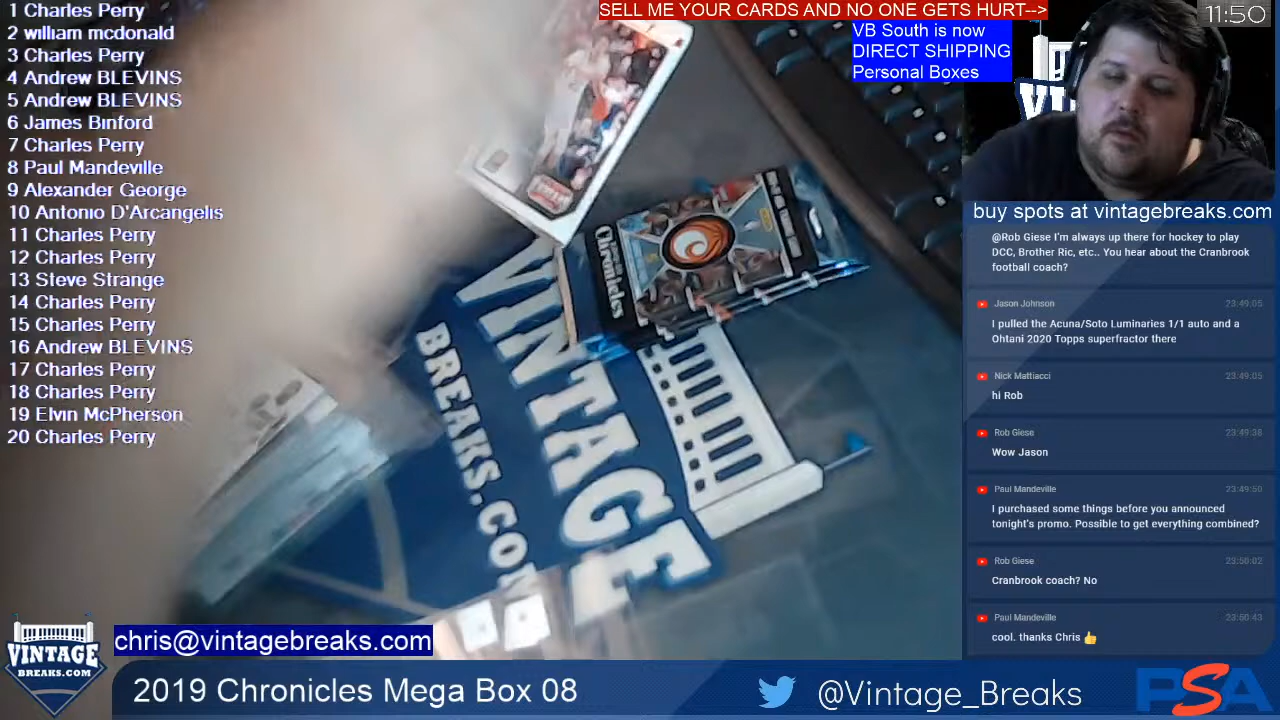 1 Charles Perry
2 william mcdonald
3 Charles Perry
4 Andrew BLEVINS
5 Andrew BLEVINS
6 James Binford
7 Charles Perry
8 Paul Mandeville
9 Alexander George
10 Antonio D'Arcangelis
11 Charles Perry
12 Charles Perry
13 Steve Strange
14 Charles Perry
15 Charles Perry
16 Andrew BLEVINS
17 Charles Perry
18 Charles Perry
19 Elvin McPherson
20 Charles Perry
SELL ME YOUR CARDS AND NO ONE GETS HURT-->
VB South is now
DIRECT SHIPPING
Personal Boxes
11:50
Chronicles
VINTAGE
BREAKS.COM
buy spots at vintagebreaks.com
@Rob Giese I'm always up there for hockey to play
DCC, Brother Ric, etc.. You hear about the Cranbrook
football coach?
Jason Johnson 23:49:05
I pulled the Acuna/Soto Luminaries 1/1 auto and a
Ohtani 2020 Topps superfractor there
Nick Mattiacci 23:49:05
hi Rob
Rob Giese 23:49:38
Wow Jason
Paul Mandeville 23:49:50
I purchased some things before you announced
tonight's promo. Possible to get everything combined?
Rob Giese 23:50:02
Cranbrook coach? No
Paul Mandeville 23:50:43
cool. thanks Chris 👍
VINTAGE
BREAKS.COM
chris@vintagebreaks.com
2019 Chronicles Mega Box 08
@Vintage_Breaks
PSA